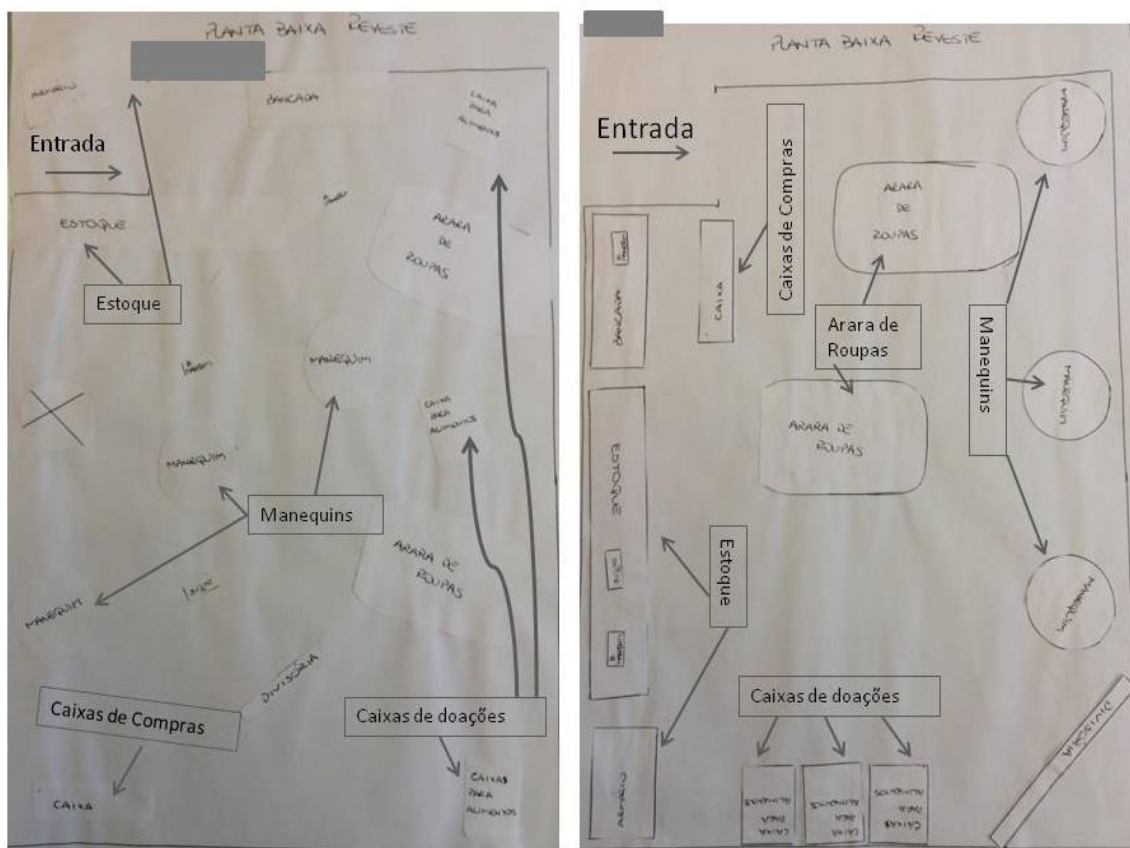 PLANTA BAIXA REVESTE
ARMÁRIO
BANCADA
CAIXA
PARA
ALIMENTOS
Entrada
ESTOQUE
Estoque
ARARA
DE
ROUPAS
MANEQUIM
CAIXA
PARA
ALIMENTOS
MANEQUIM
Manequins
ARARA DE
ROUPAS
MANEQUIM
DIVISÓRIA
Caixas de Compras
Caixas de doações
CAIXA
CAIXAS
PARA
ALIMENTOS
PLANTA BAIXA REVESTE
Entrada
MANEQUIM
Caixas de Compras
ARARA
DE
ROUPAS
BANCADA
CAIXA
Arara de
Roupas
Manequins
MANEQUIM
ARARA DE
ROUPAS
ESTOQUE
Estoque
MANEQUIM
Caixas de doações
DIVISÓRIA
ARMÁRIO
CAIXA
PARA
ALIMENTOS
CAIXA
PARA
ALIMENTOS
CAIXAS
PARA
ALIMENTOS